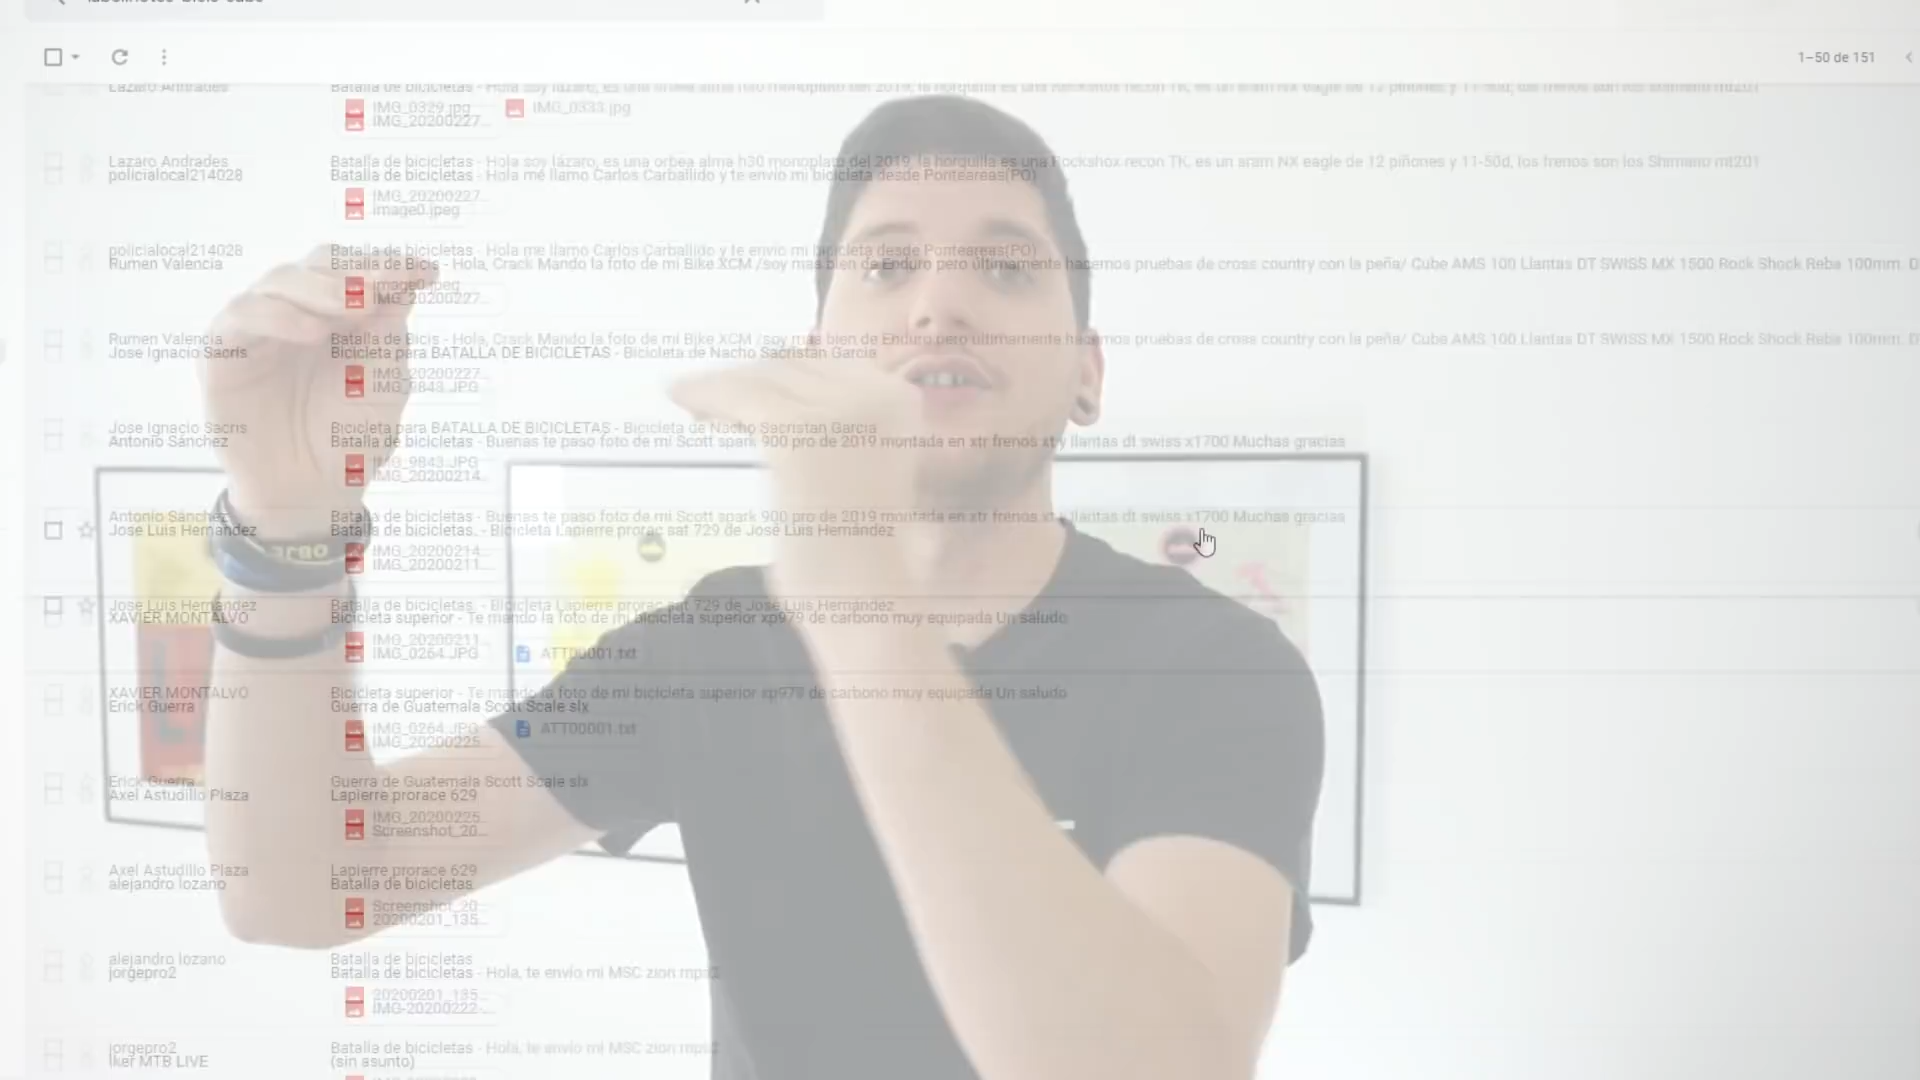 1–50 de 151
Lazaro Andrades
IMG_0329.jpg IMG_0333.jpg
IMG_20200227...
Lazaro Andrades Batalla de bicicletas - Hola soy lázaro, es una orbea alma h30 monoplato del 2019, la horquilla es una Rockshox recon TK, es un sram NX eagle de 12 piñones y 11-50d, los frenos son los Shimano mt201
policialocal214028 Batalla de bicicletas - Hola me llamo Carlos Carballido y te envio mi bicicleta desde Ponteareas(PO)
IMG_20200227...
image0.jpeg
policialocal214028 Batalla de bicicletas - Hola me llamo Carlos Carballido y te envio mi bicicleta desde Ponteareas(PO)
Rumen Valencia Batalla de Bicis - Hola, Crack Mando la foto de mi Bike XCM /soy mas bien de Enduro pero últimamente hacemos pruebas de cross country con la peña/ Cube AMS 100 Llantas DT SWISS MX 1500 Rock Shock Reba 100mm. D
image0.jpeg
IMG_20200227...
Rumen Valencia Batalla de Bicis - Hola, Crack Mando la foto de mi Bike XCM /soy mas bien de Enduro pero últimamente hacemos pruebas de cross country con la peña/ Cube AMS 100 Llantas DT SWISS MX 1500 Rock Shock Reba 100mm. D
Jose Ignacio Sacris Bicicleta para BATALLA DE BICICLETAS - Bicicleta de Nacho Sacristan Garcia
IMG_20200227...
IMG_9843.JPG
Jose Ignacio Sacris Bicicleta para BATALLA DE BICICLETAS - Bicicleta de Nacho Sacristan Garcia
Antonio Sánchez Batalla de bicicletas - Buenas te paso foto de mi Scott spark 900 pro de 2019 montada en xtr frenos xt y llantas dt swiss x1700 Muchas gracias
IMG_9843.JPG
IMG_20200214...
Antonio Sánchez Batalla de bicicletas - Buenas te paso foto de mi Scott spark 900 pro de 2019 montada en xtr frenos xt y llantas dt swiss x1700 Muchas gracias
Jose Luis Hernández Batalla de bicicletas. - Bicicleta Lapierre prorac sat 729 de José Luis Hernández
IMG_20200214...
IMG_20200211...
Jose Luis Hernández Batalla de bicicletas. - Bicicleta Lapierre prorac sat 729 de José Luis Hernández
XAVIER MONTALVO Bicicleta superior - Te mando la foto de mi bicicleta superior xp979 de carbono muy equipada Un saludo
IMG_20200211...
IMG_0264.JPG ATT00001.txt
XAVIER MONTALVO Bicicleta superior - Te mando la foto de mi bicicleta superior xp979 de carbono muy equipada Un saludo
Erick Guerra Guerra de Guatemala Scott Scale slx
IMG_0264.JPG ATT00001.txt
IMG_20200225...
Erick Guerra Guerra de Guatemala Scott Scale slx
Axel Astudillo Plaza Lapierre prorace 629
IMG_20200225...
Screenshot_20...
Axel Astudillo Plaza Lapierre prorace 629
alejandro lozano Batalla de bicicletas
Screenshot_20...
20200201_135...
alejandro lozano Batalla de bicicletas
jorgepro2 Batalla de bicicletas - Hola, te envio mi MSC zion
20200201_135...
IMG-20200222-...
jorgepro2 Batalla de bicicletas - Hola, te envio mi MSC zion
Iker MTB LIVE (sin asunto)